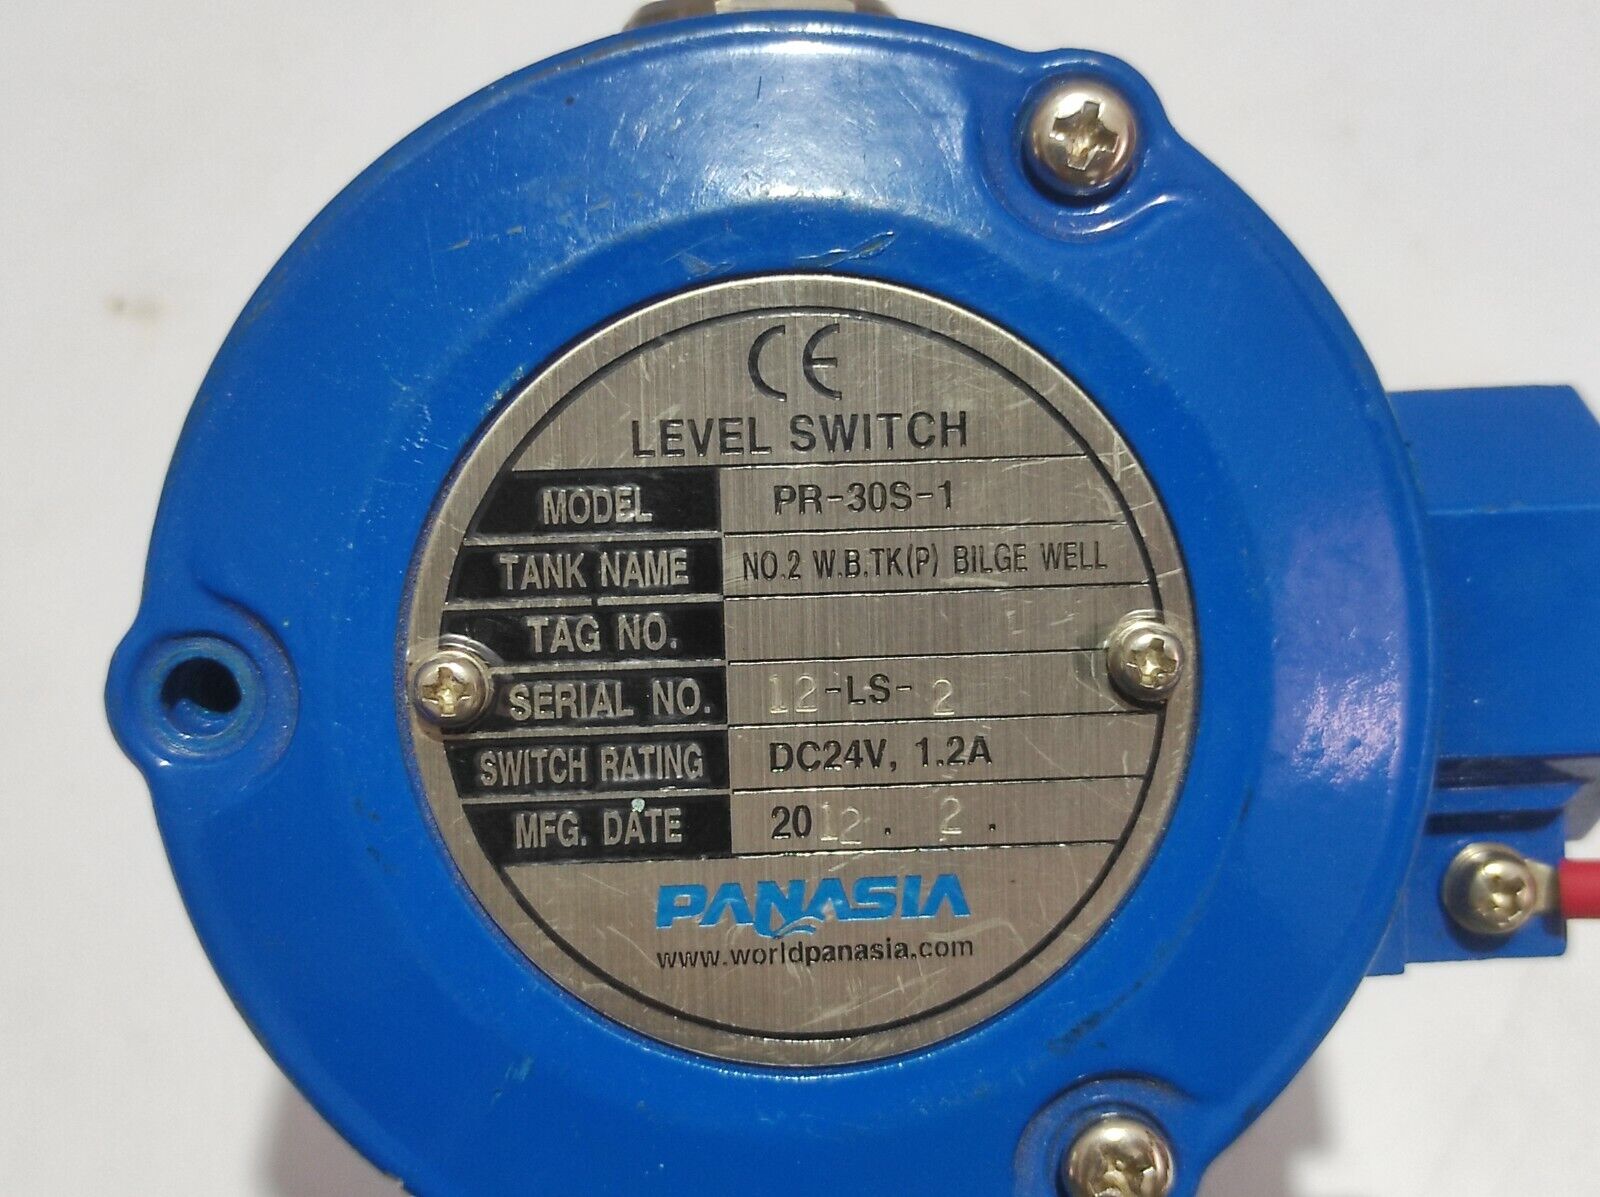 CE
LEVEL SWITCH
MODEL PR-30S-1
TANK NAME NO.2 W.B.TK(P) BILGE WELL
TAG NO.
SERIAL NO. 12-LS-2
SWITCH RATING DC24V, 1.2A
MFG. DATE 2012. 2.
PANASIA
www.worldpanasia.com